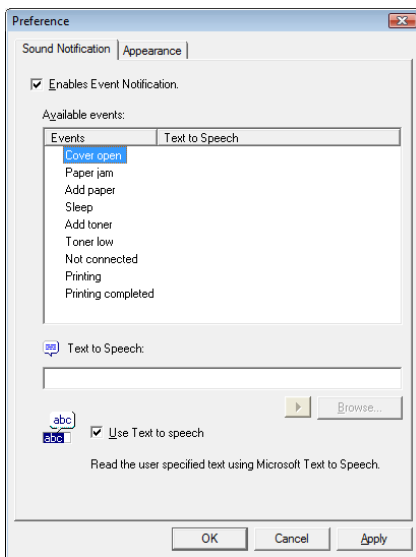 Preference
Sound Notification Appearance
Enables Event Notification.
Available events:
Events Text to Speech
Cover open
Paper jam
Add paper
Sleep
Add toner
Toner low
Not connected
Printing
Printing completed
Text to Speech:
Browse...
abc
abc
Use Text to speech
Read the user specified text using Microsoft Text to Speech.
OK Cancel Apply